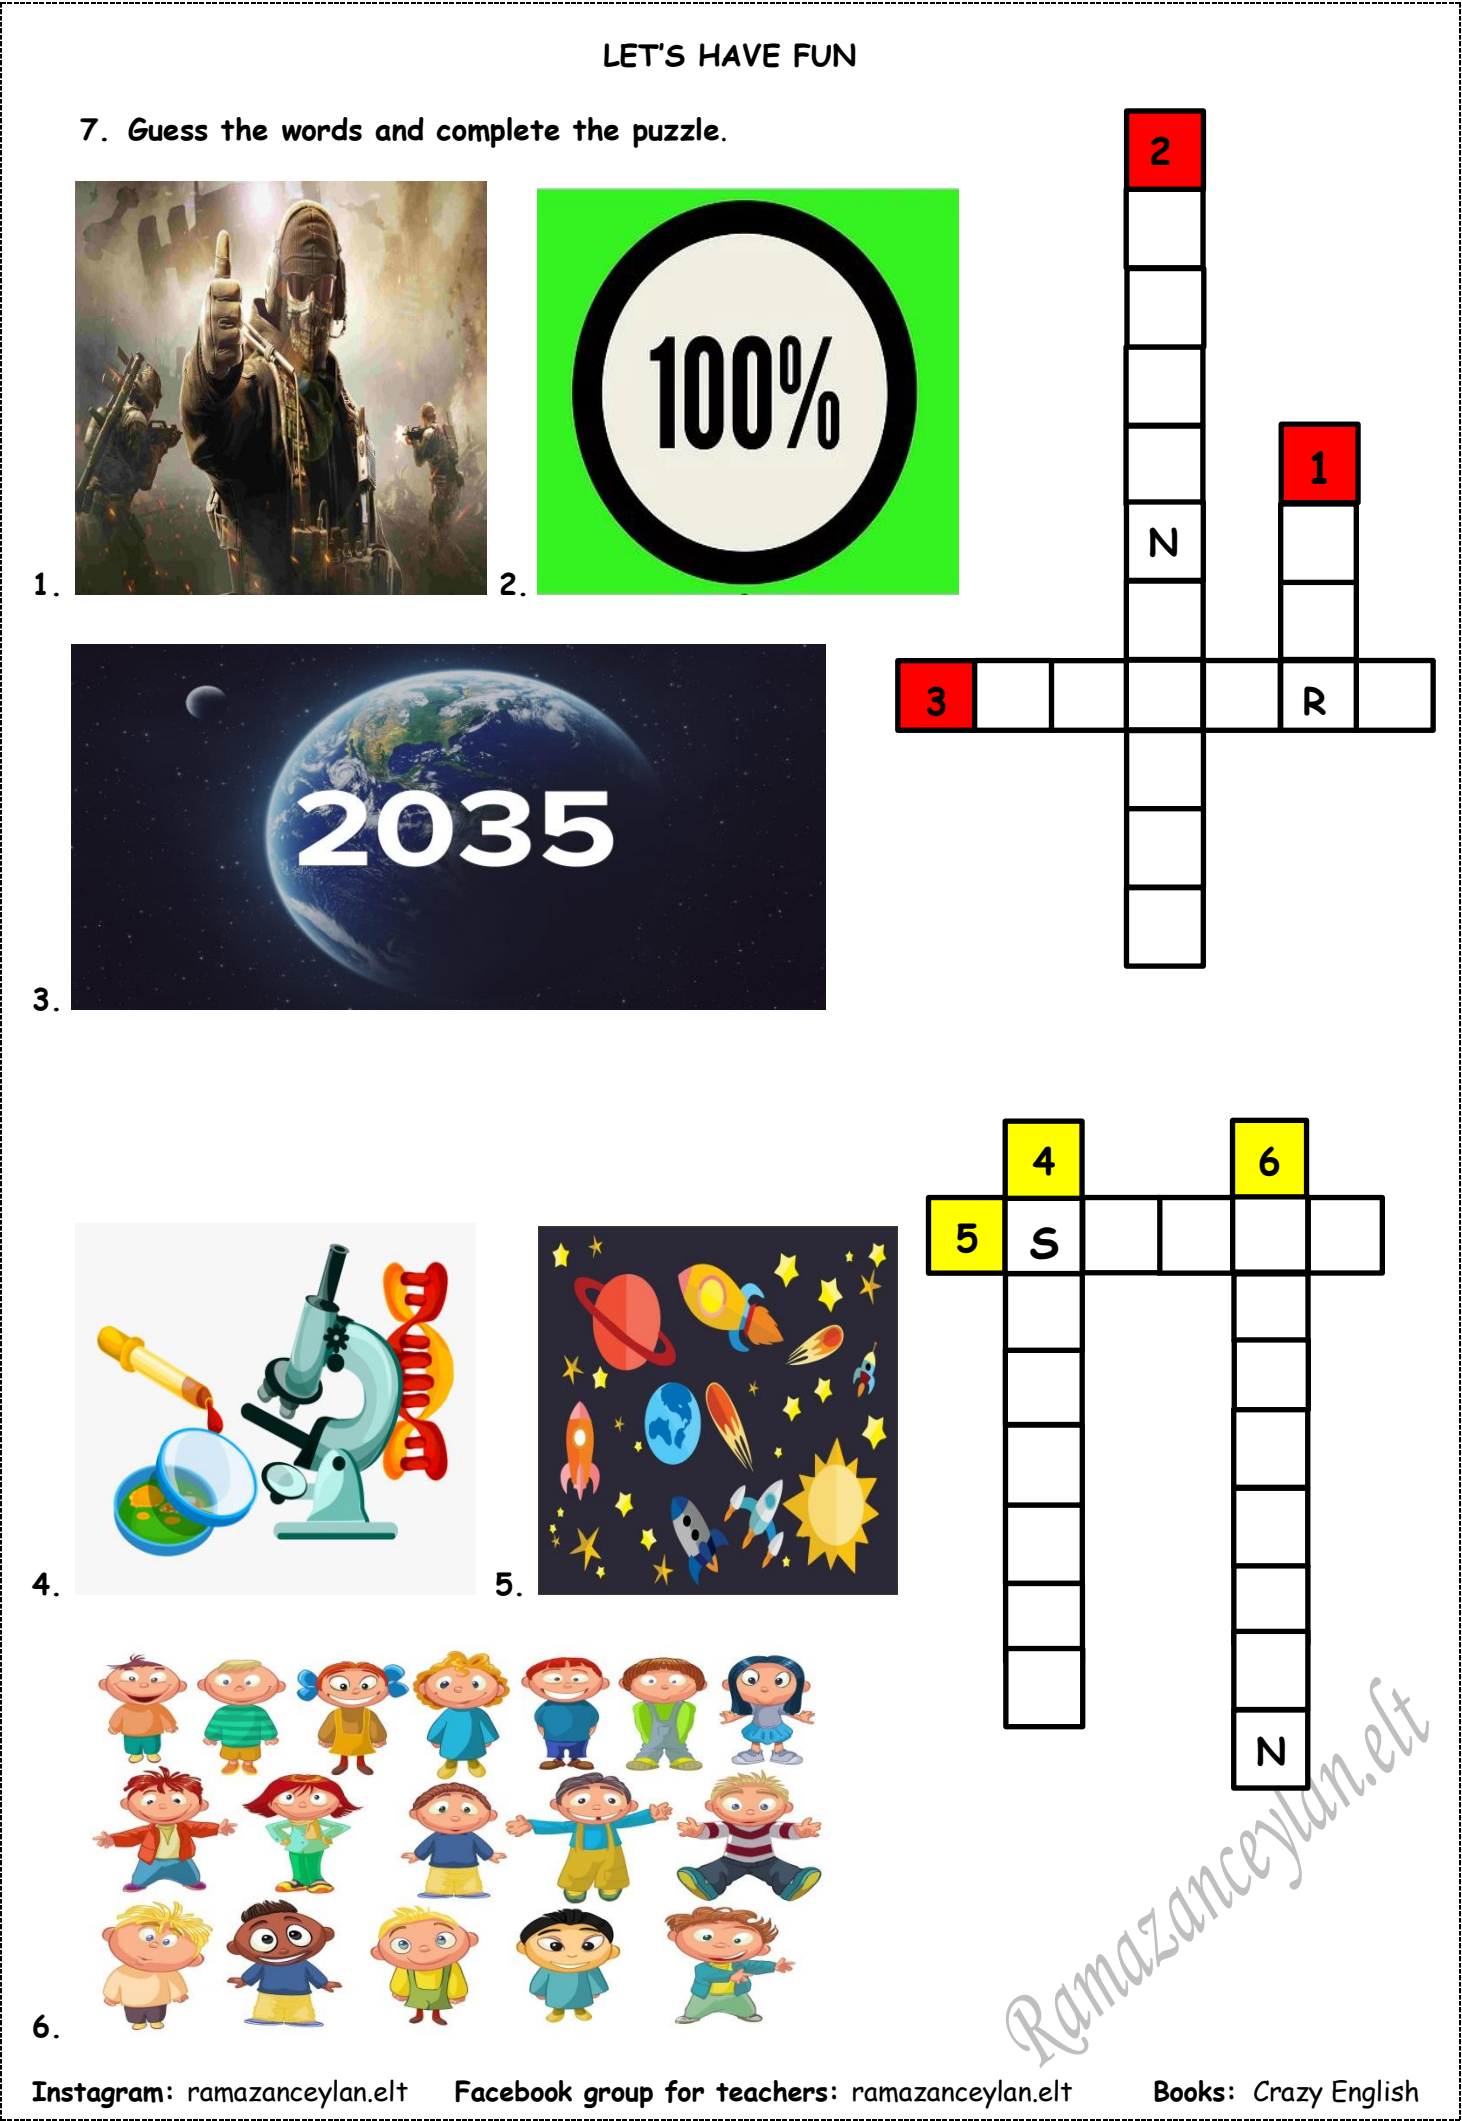 LET'S HAVE FUN
7. Guess the words and complete the puzzle.
2
100%
1
N
1.
2.
3
R
2035
3.
4
6
5
S
4.
5.
N
6.
Ramazanceylan.elt
Instagram: ramazanceylan.elt Facebook group for teachers: ramazanceylan.elt Books: Crazy English